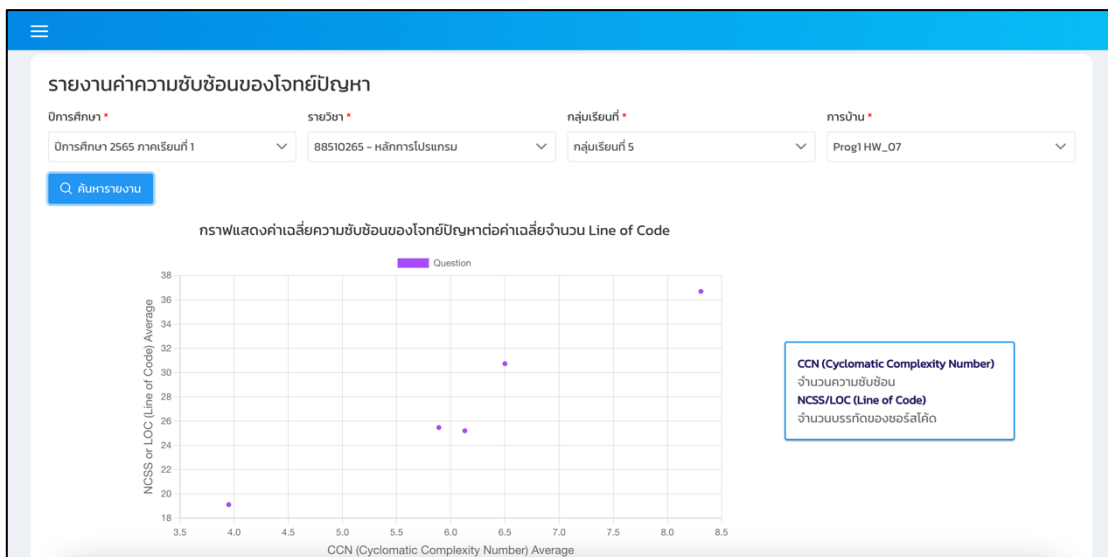 รายงานค่าความซับซ้อนของโจทย์ปัญหา
ปีการศึกษา * รายวิชา * กลุ่มเรียนที่ * การบ้าน *
ปีการศึกษา 2565 ภาคเรียนที่ 1 88510265 - หลักการโปรแกรม กลุ่มเรียนที่ 5 Prog1 HW_07
ค้นหารายงาน
กราฟแสดงค่าเฉลี่ยความซับซ้อนของโจทย์ปัญหาต่อค่าเฉลี่ยจำนวน Line of Code
Question
NCSS or LOC (Line of Code) Average
38
36
34
32
30
28
26
24
22
20
18
3.5 4.0 4.5 5.0 5.5 6.0 6.5 7.0 7.5 8.0 8.5
CCN (Cyclomatic Complexity Number) Average
CCN (Cyclomatic Complexity Number)
จำนวนความซับซ้อน
NCSS/LOC (Line of Code)
จำนวนบรรทัดของซอร์สโค้ด